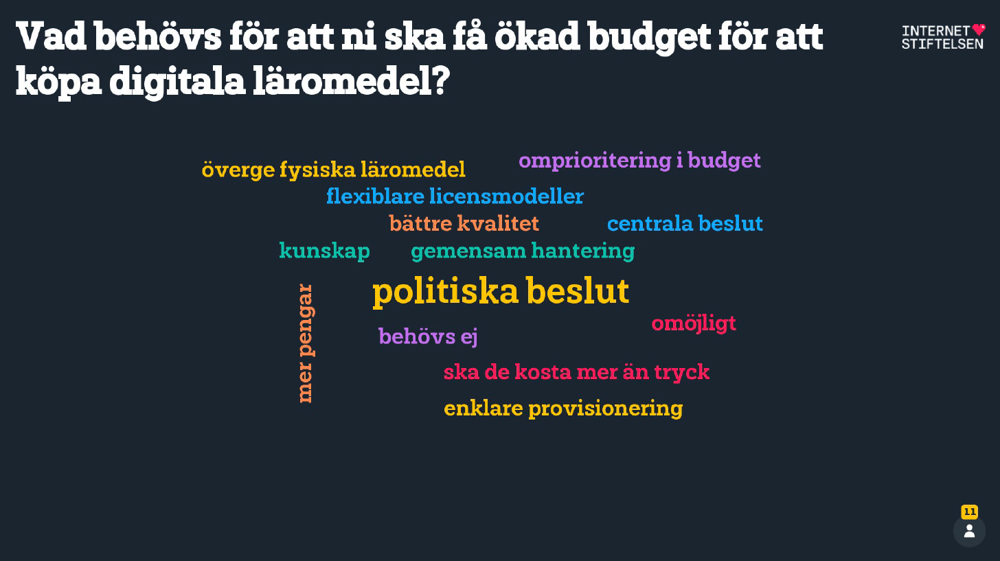 Vad behövs för att ni ska få ökad budget för att
köpa digitala läromedel?
INTERNET
STIFTELSEN
överge fysiska läromedel
omprioritering i budget
flexiblare licensmodeller
bättre kvalitet
centrala beslut
kunskap
gemensam hantering
mer pengar
politiska beslut
omöjligt
behövs ej
ska de kosta mer än tryck
enklare provisionering
11